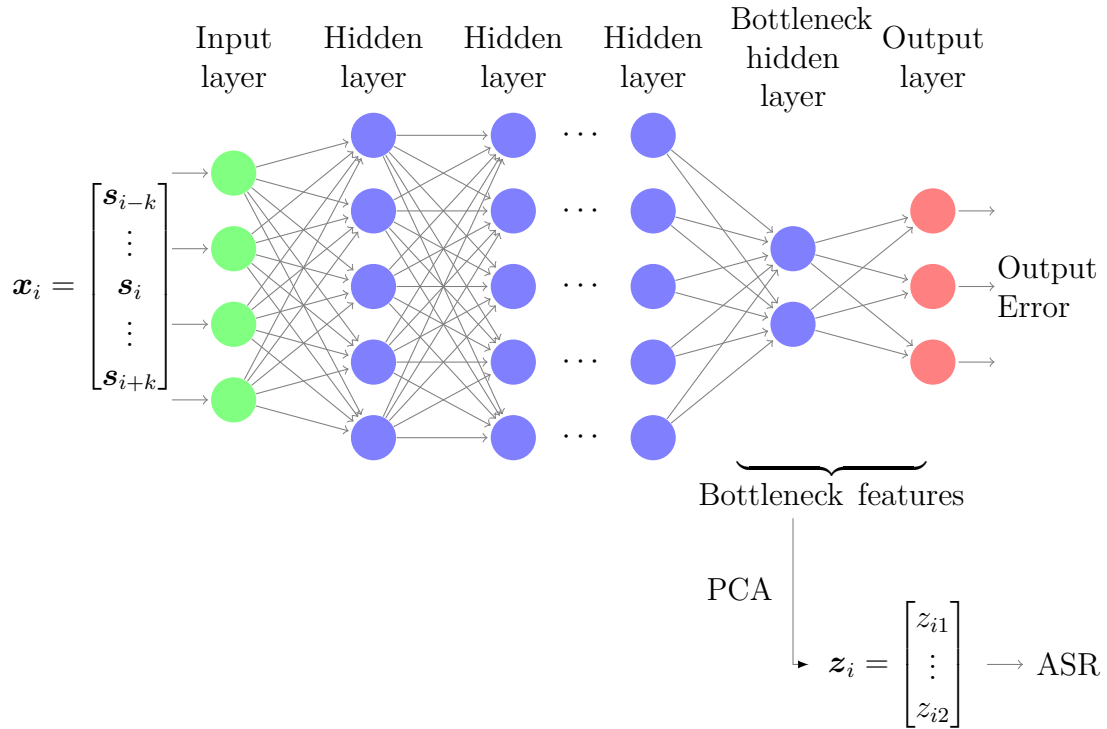 Input
layer
Hidden
layer
Hidden
layer
Hidden
layer
Bottleneck
hidden
layer
Output
layer
· · ·
· · ·
x_i =
s_{i−k}
⋮
s_i
⋮
s_{i+k}
Output
Error
Bottleneck features
PCA
z_i =
z_{i1}
⋮
z_{i2}
ASR